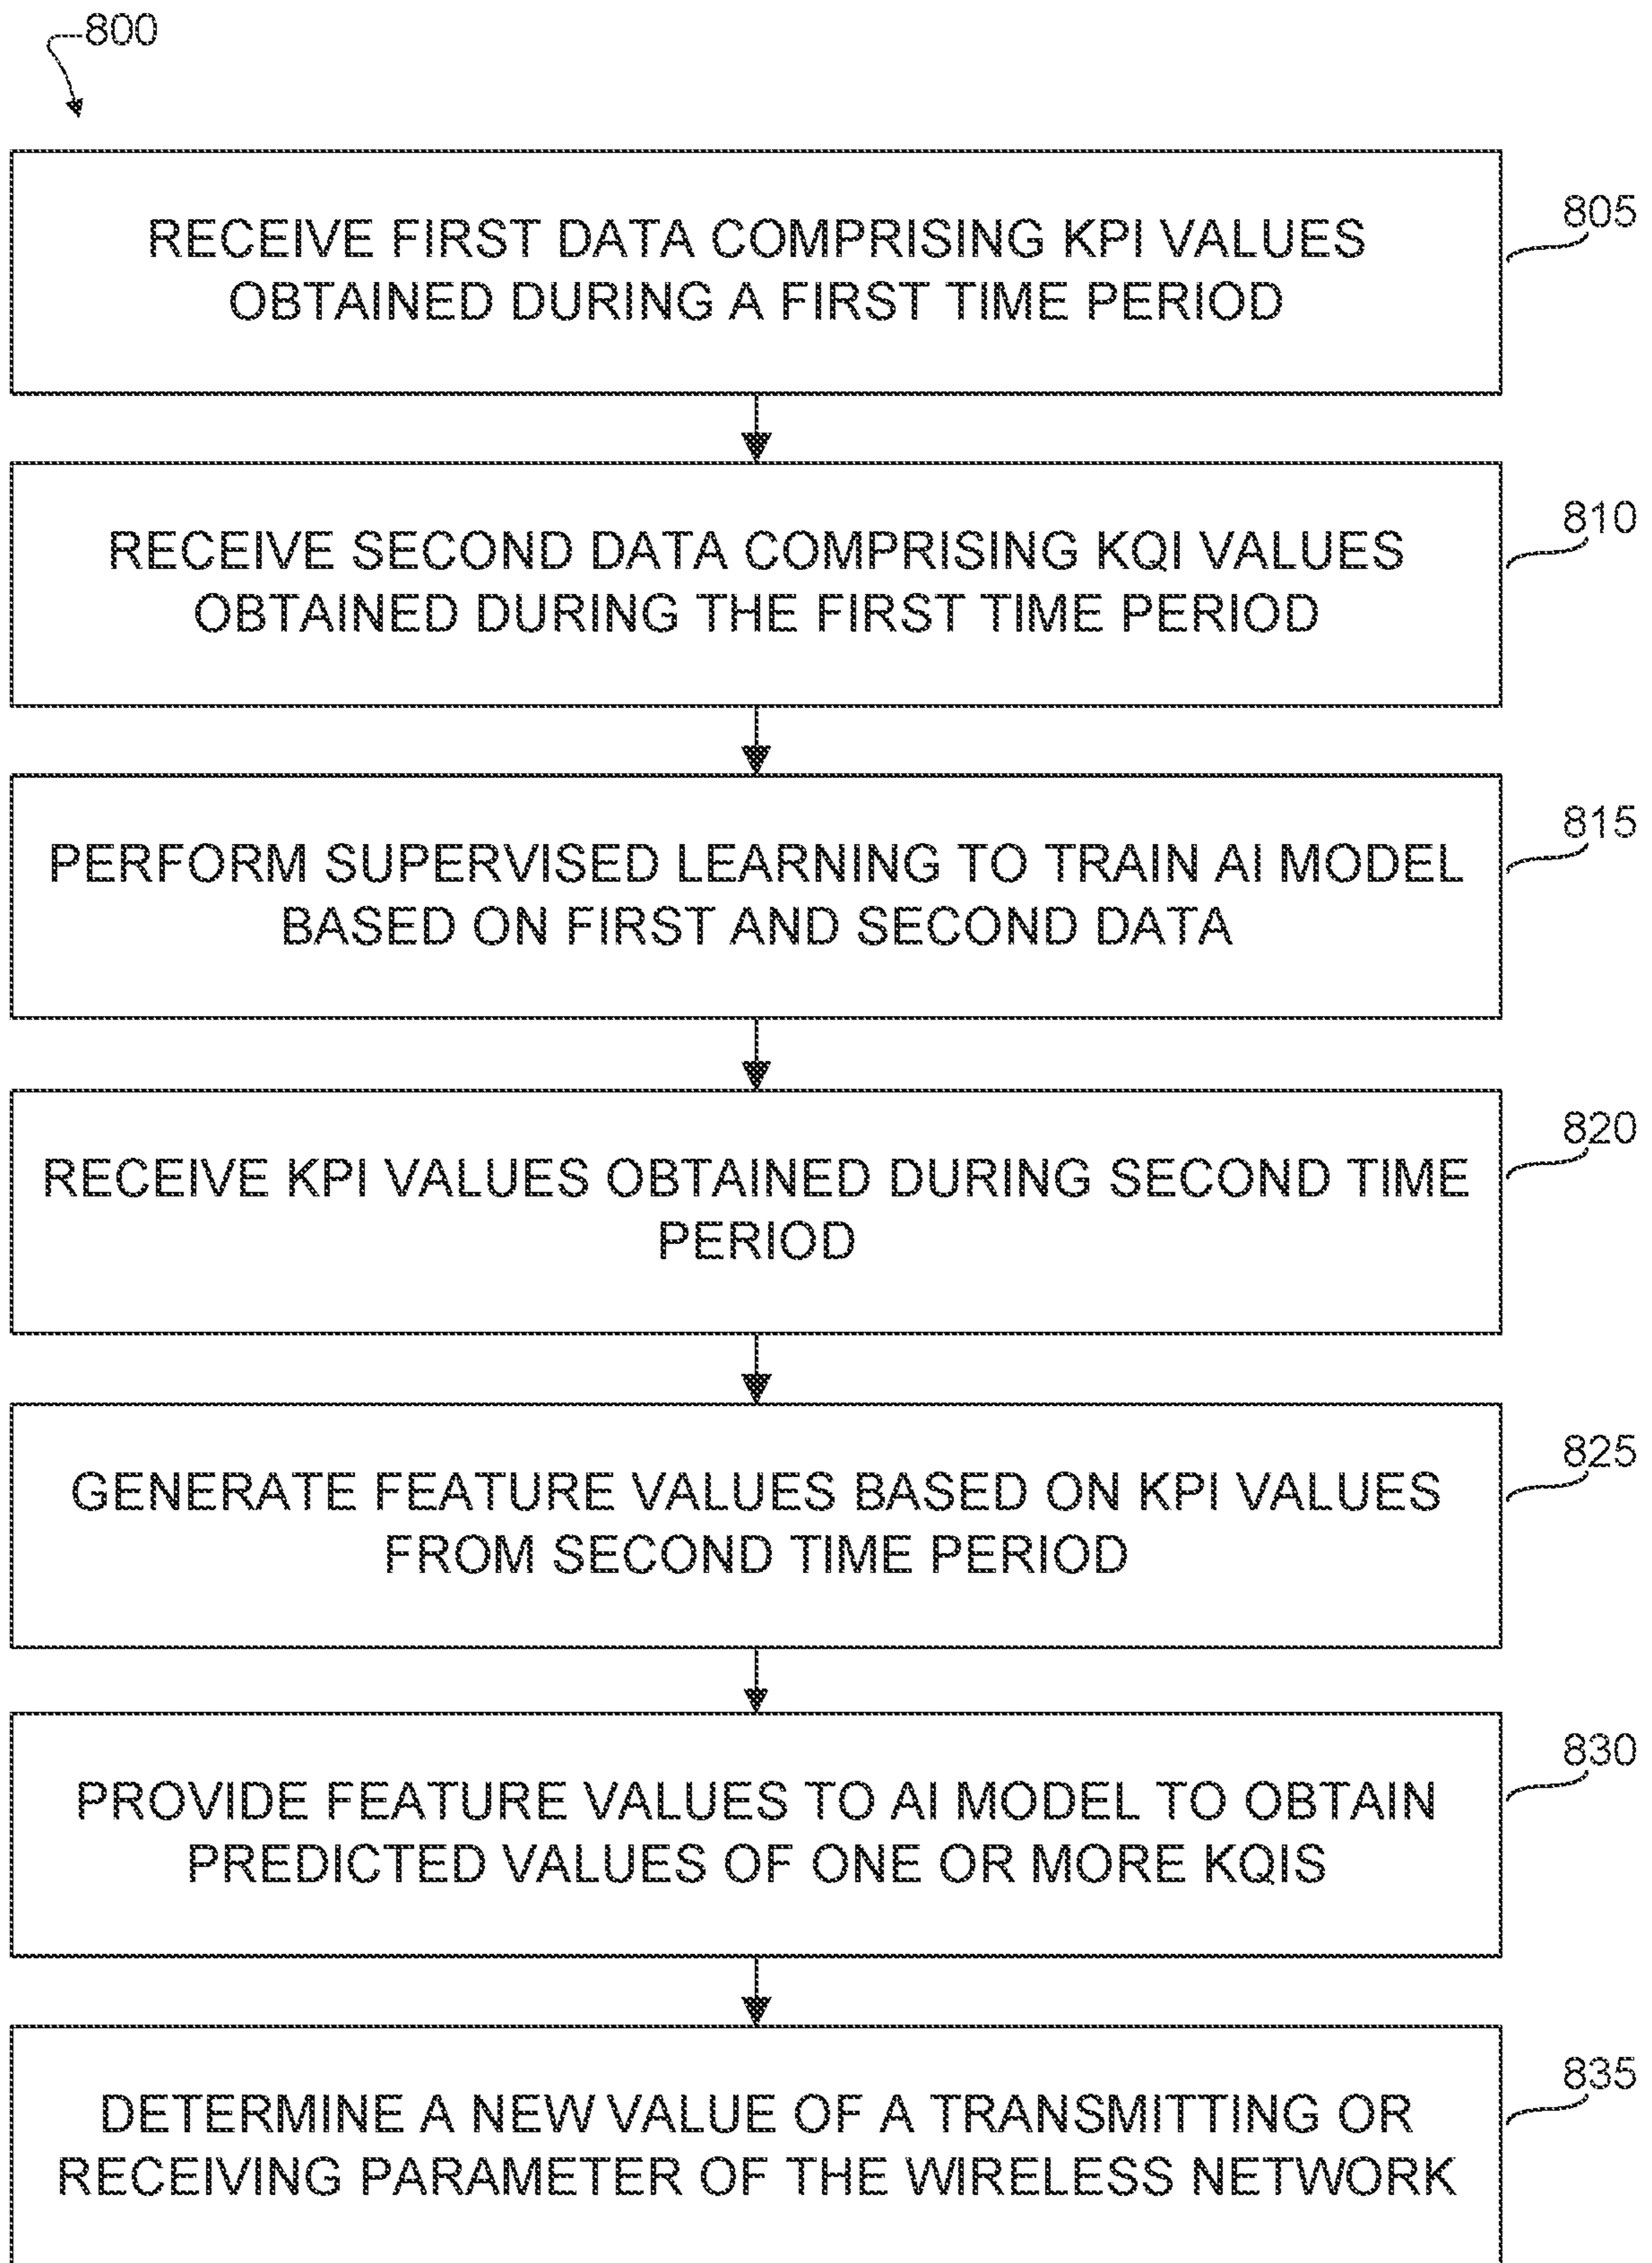 800
RECEIVE FIRST DATA COMPRISING KPI VALUES
OBTAINED DURING A FIRST TIME PERIOD
805
RECEIVE SECOND DATA COMPRISING KQI VALUES
OBTAINED DURING THE FIRST TIME PERIOD
810
PERFORM SUPERVISED LEARNING TO TRAIN AI MODEL
BASED ON FIRST AND SECOND DATA
815
RECEIVE KPI VALUES OBTAINED DURING SECOND TIME
PERIOD
820
GENERATE FEATURE VALUES BASED ON KPI VALUES
FROM SECOND TIME PERIOD
825
PROVIDE FEATURE VALUES TO AI MODEL TO OBTAIN
PREDICTED VALUES OF ONE OR MORE KQIS
830
DETERMINE A NEW VALUE OF A TRANSMITTING OR
RECEIVING PARAMETER OF THE WIRELESS NETWORK
835